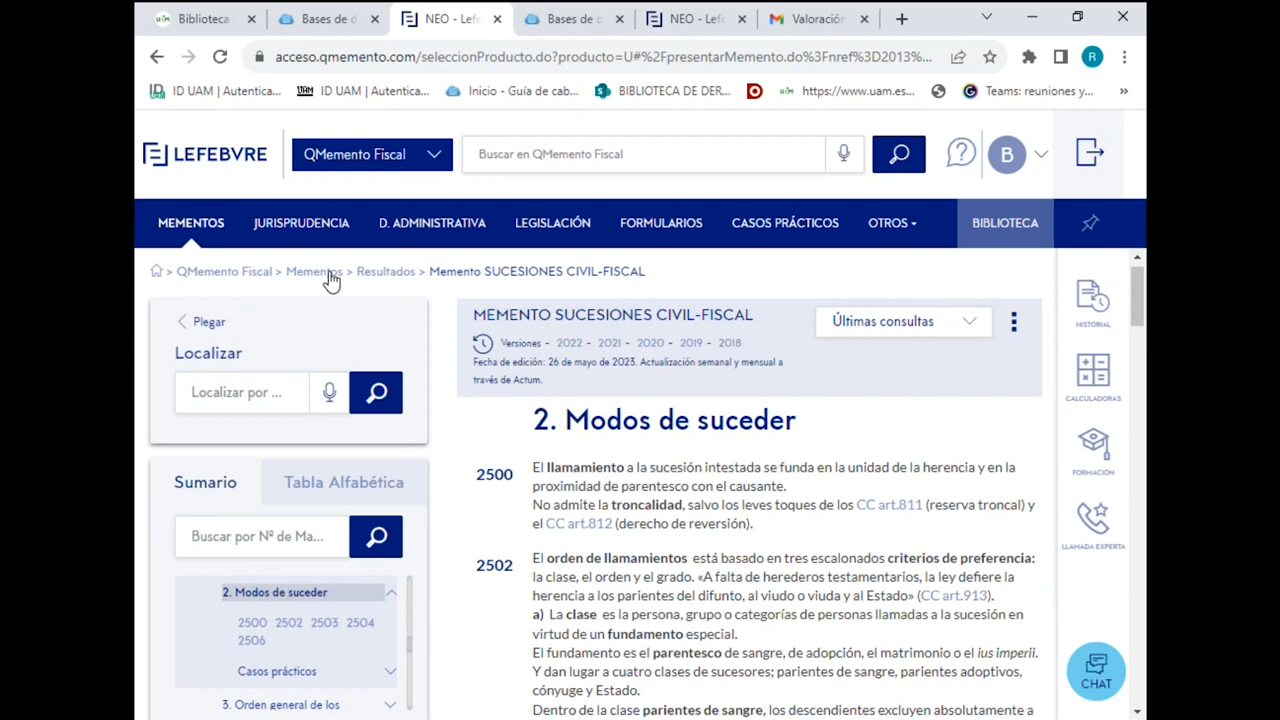 Biblioteca
Bases de d
NEO - Lefe
Bases de d
NEO - Lefe
Valoración
acceso.qmemento.com/seleccionProducto.do?producto=U#%2FpresentarMemento.do%3Fnref%3D2013%...
ID UAM | Autentica...
ID UAM | Autentica...
Inicio - Guía de cab...
BIBLIOTECA DE DER...
https://www.uam.es...
Teams: reuniones y...
»
LEFEBVRE
QMemento Fiscal
Buscar en QMemento Fiscal
B
MEMENTOS
JURISPRUDENCIA
D. ADMINISTRATIVA
LEGISLACIÓN
FORMULARIOS
CASOS PRÁCTICOS
OTROS
BIBLIOTECA
> QMemento Fiscal > Mementos > Resultados > Memento SUCESIONES CIVIL-FISCAL
Plegar
Localizar
Localizar por ...
Sumario
Tabla Alfabética
Buscar por Nº de Ma...
2. Modos de suceder
2500 2502 2503 2504
2506
Casos prácticos
3. Orden general de los
MEMENTO SUCESIONES CIVIL-FISCAL
Versiones - 2022 - 2021 - 2020 - 2019 - 2018
Fecha de edición: 26 de mayo de 2023. Actualización semanal y mensual a
través de Actum.
Últimas consultas
2. Modos de suceder
2500 El llamamiento a la sucesión intestada se funda en la unidad de la herencia y en la
proximidad de parentesco con el causante.
No admite la troncalidad, salvo los leves toques de los CC art.811 (reserva troncal) y
el CC art.812 (derecho de reversión).
2502 El orden de llamamientos está basado en tres escalonados criterios de preferencia:
la clase, el orden y el grado. «A falta de herederos testamentarios, la ley defiere la
herencia a los parientes del difunto, al viudo o viuda y al Estado» (CC art.913).
a) La clase es la persona, grupo o categorías de personas llamadas a la sucesión en
virtud de un fundamento especial.
El fundamento es el parentesco de sangre, de adopción, el matrimonio o el ius imperii.
Y dan lugar a cuatro clases de sucesores; parientes de sangre, parientes adoptivos,
cónyuge y Estado.
Dentro de la clase parientes de sangre, los descendientes excluyen absolutamente a
HISTORIAL
CALCULADORAS
FORMACIÓN
LLAMADA EXPERTA
CHAT